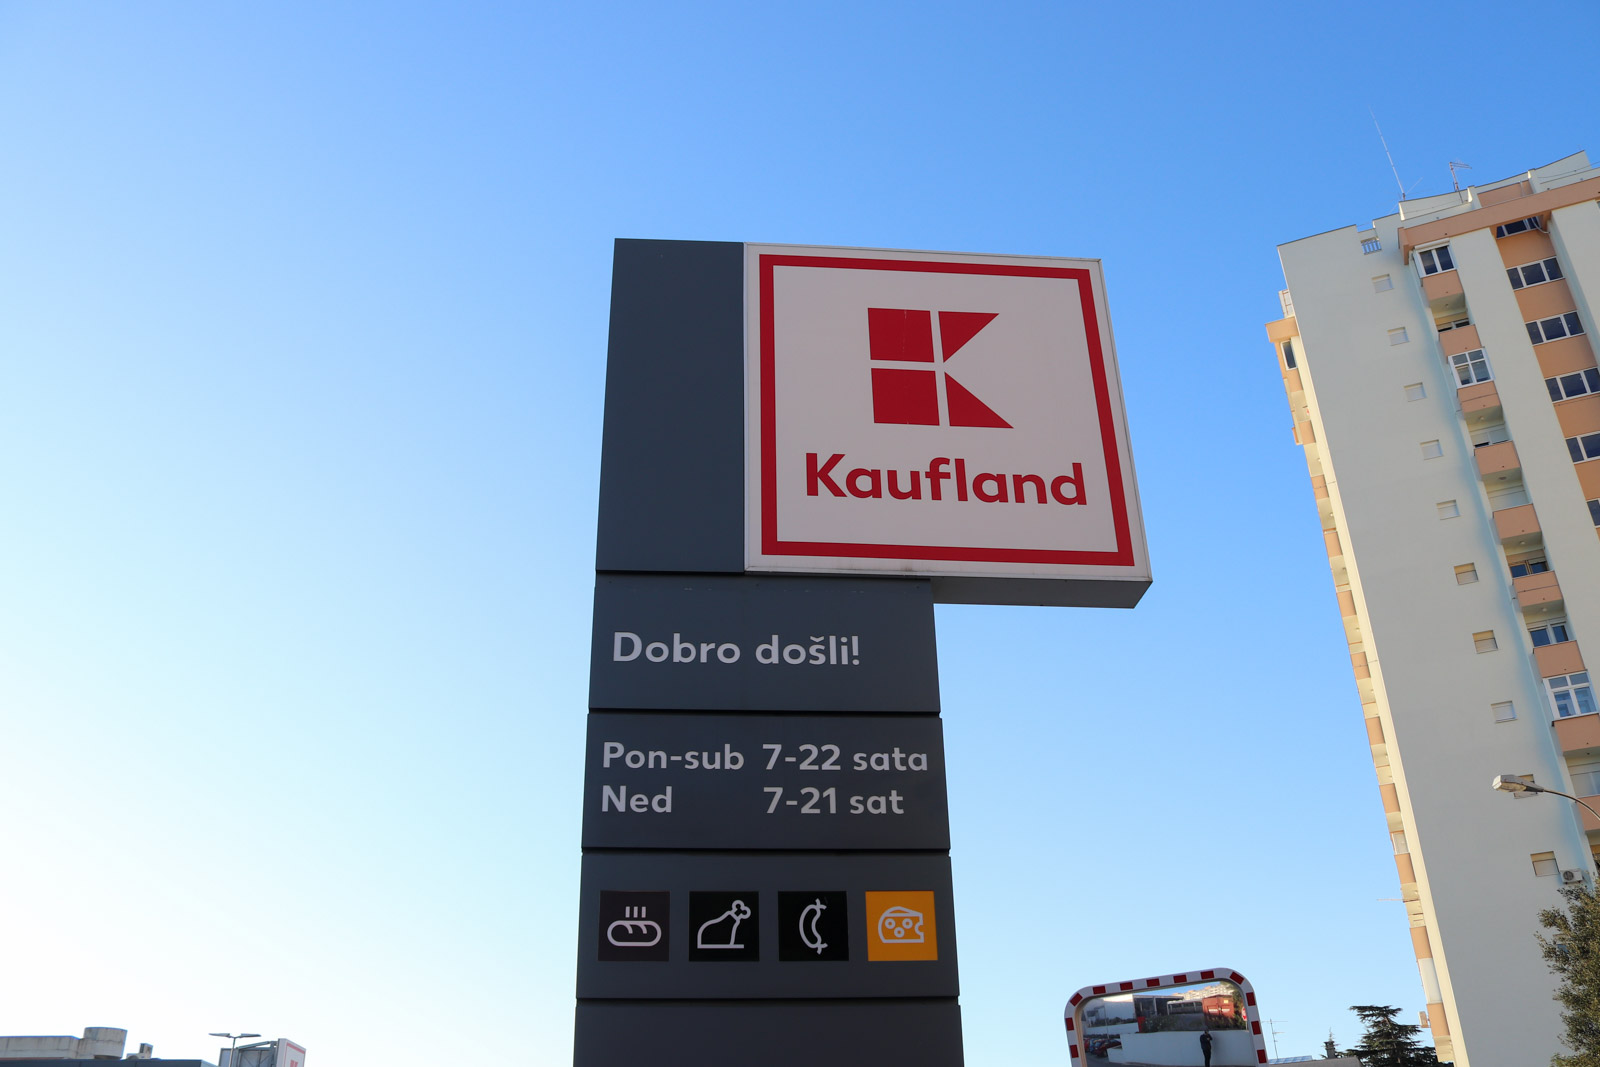 Kaufland
Dobro došli!
Pon-sub 7-22 sata
Ned 7-21 sat